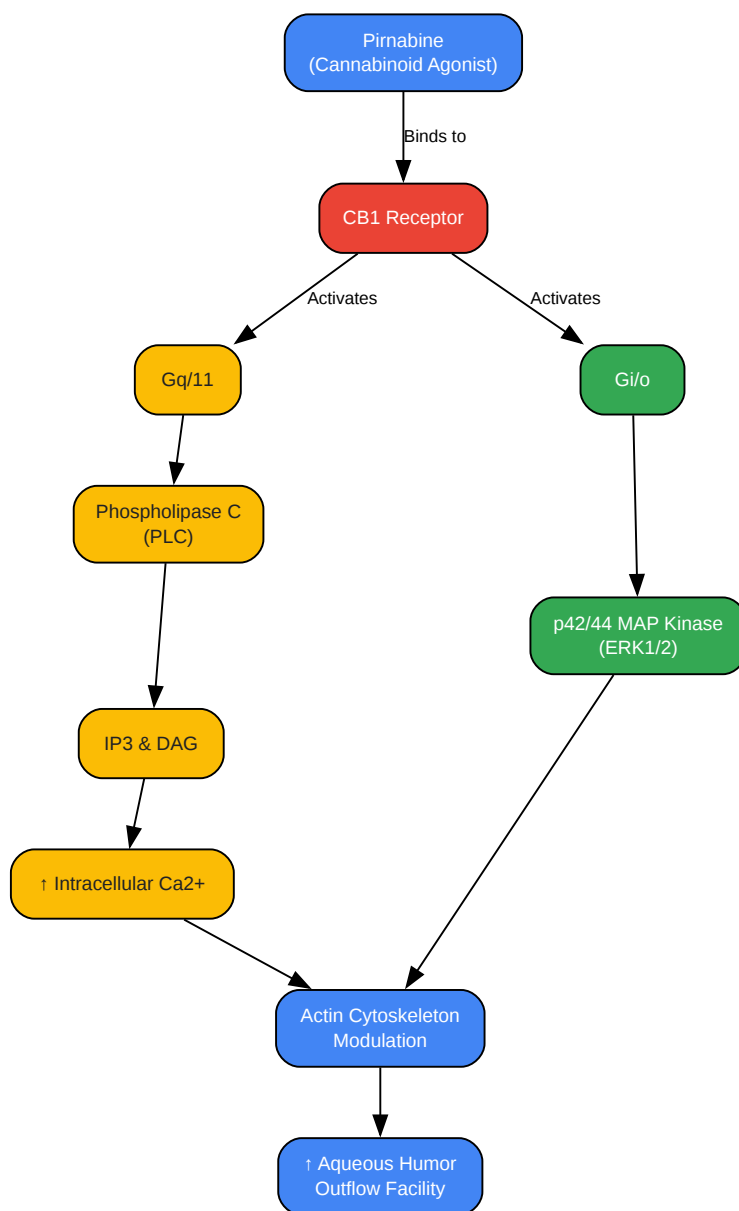 Pirnabine
(Cannabinoid Agonist)
Binds to
CB1 Receptor
Activates
Activates
Gq/11
Gi/o
Phospholipase C
(PLC)
p42/44 MAP Kinase
(ERK1/2)
IP3 & DAG
↑ Intracellular Ca2+
Actin Cytoskeleton
Modulation
↑ Aqueous Humor
Outflow Facility